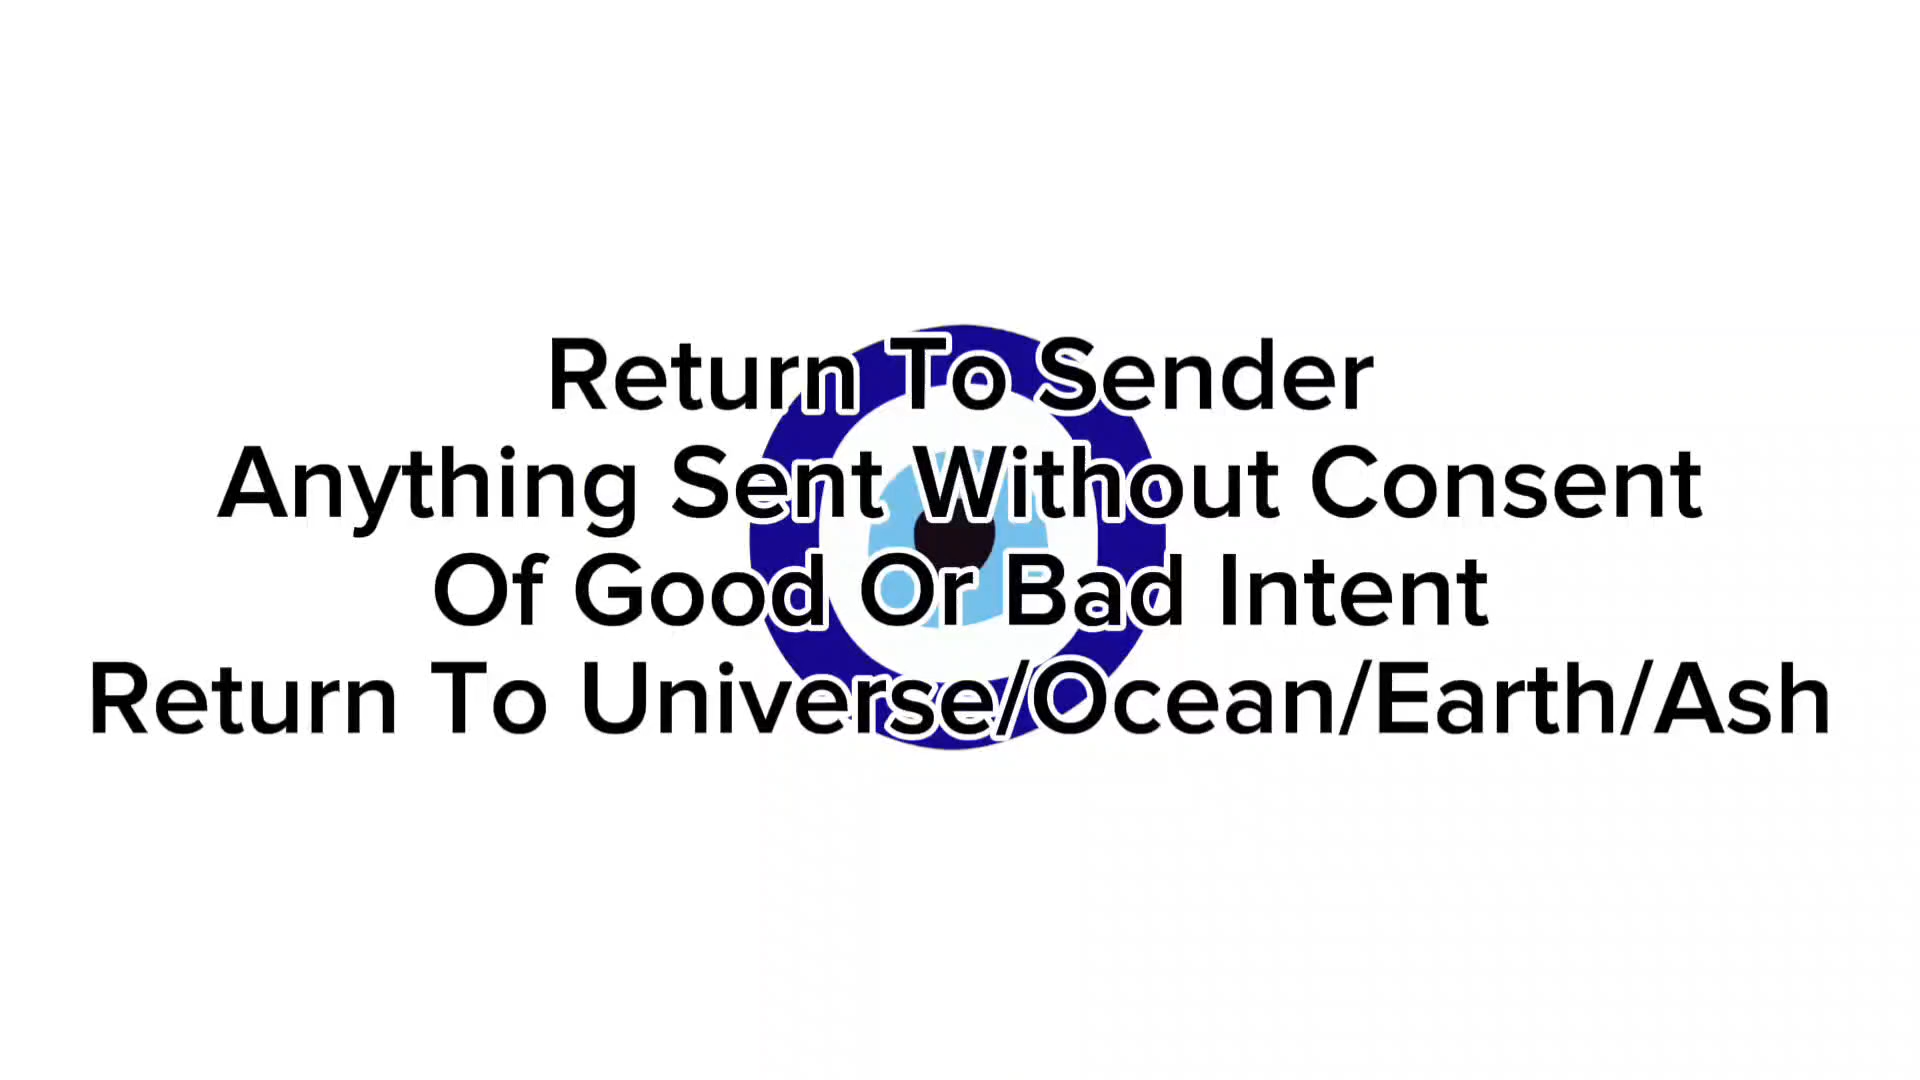 Return To Sender
Anything Sent Without Consent
Of Good Or Bad Intent
Return To Universe/Ocean/Earth/Ash